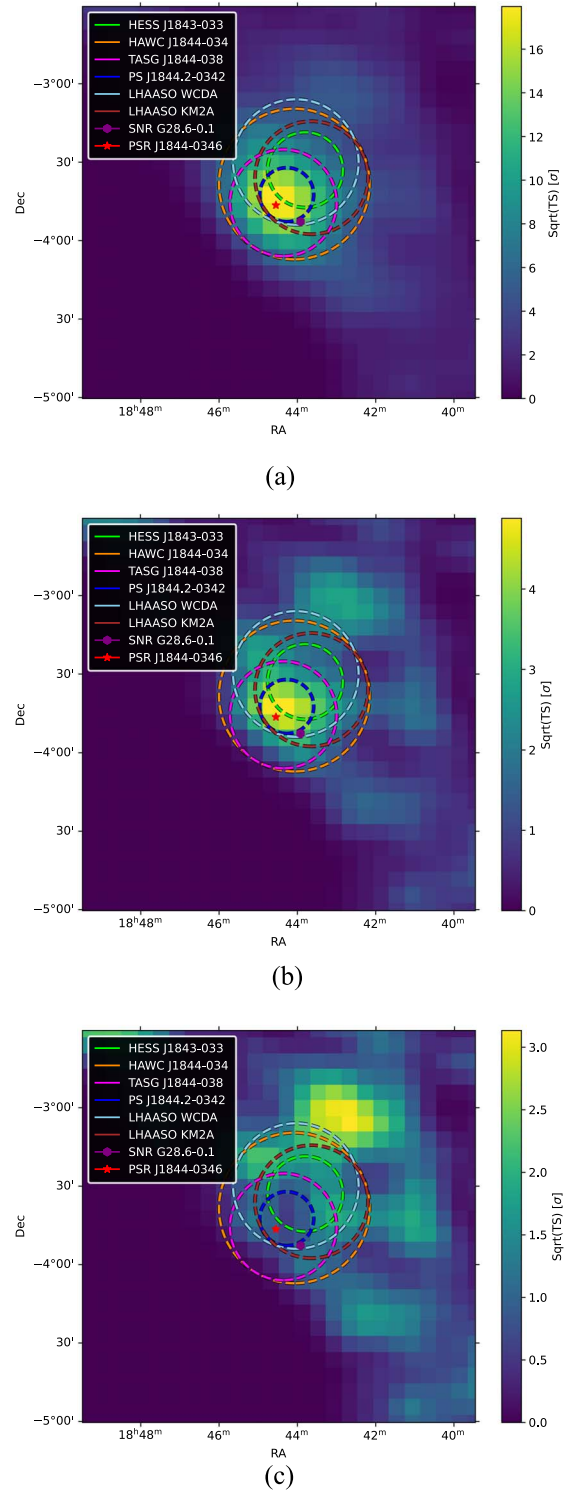 HESS J1843-033
HAWC J1844-034
TASG J1844-038
PS J1844.2-0342
LHAASO WCDA
LHAASO KM2A
SNR G28.6-0.1
PSR J1844-0346
−3°00'
30'
−4°00'
30'
−5°00'
Dec
18ʰ48ᵐ 46ᵐ 44ᵐ 42ᵐ 40ᵐ
RA
16
14
12
10
8
6
4
2
0
Sqrt(TS) [σ]
(a)
HESS J1843-033
HAWC J1844-034
TASG J1844-038
PS J1844.2-0342
LHAASO WCDA
LHAASO KM2A
SNR G28.6-0.1
PSR J1844-0346
−3°00'
30'
−4°00'
30'
−5°00'
Dec
18ʰ48ᵐ 46ᵐ 44ᵐ 42ᵐ 40ᵐ
RA
4
3
2
1
0
Sqrt(TS) [σ]
(b)
HESS J1843-033
HAWC J1844-034
TASG J1844-038
PS J1844.2-0342
LHAASO WCDA
LHAASO KM2A
SNR G28.6-0.1
PSR J1844-0346
−3°00'
30'
−4°00'
30'
−5°00'
Dec
18ʰ48ᵐ 46ᵐ 44ᵐ 42ᵐ 40ᵐ
RA
3.0
2.5
2.0
1.5
1.0
0.5
0.0
Sqrt(TS) [σ]
(c)